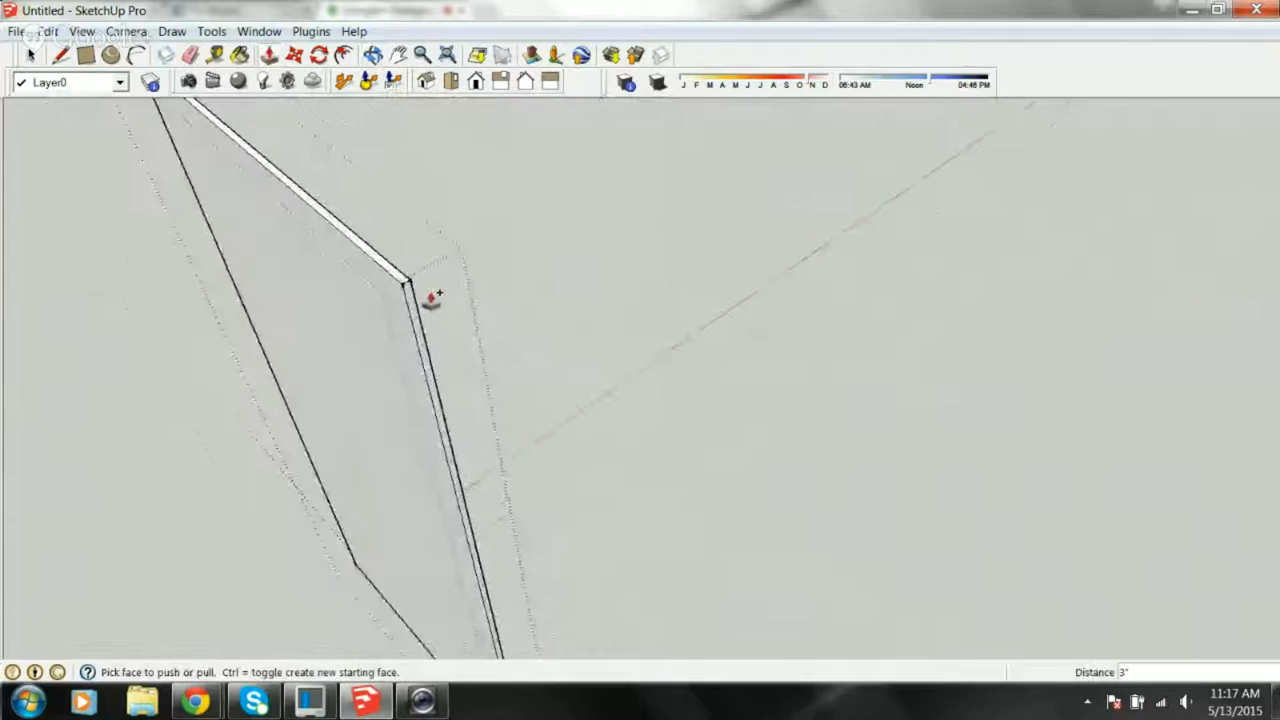 Untitled - SketchUp Pro
File Edit View Camera Draw Tools Window Plugins Help
Layer0
J F M A M J J A S O N D 06:43 AM Noon 04:46 PM
Pick face to push or pull. Ctrl = toggle create new starting face. Distance 3"
11:17 AM
5/13/2015